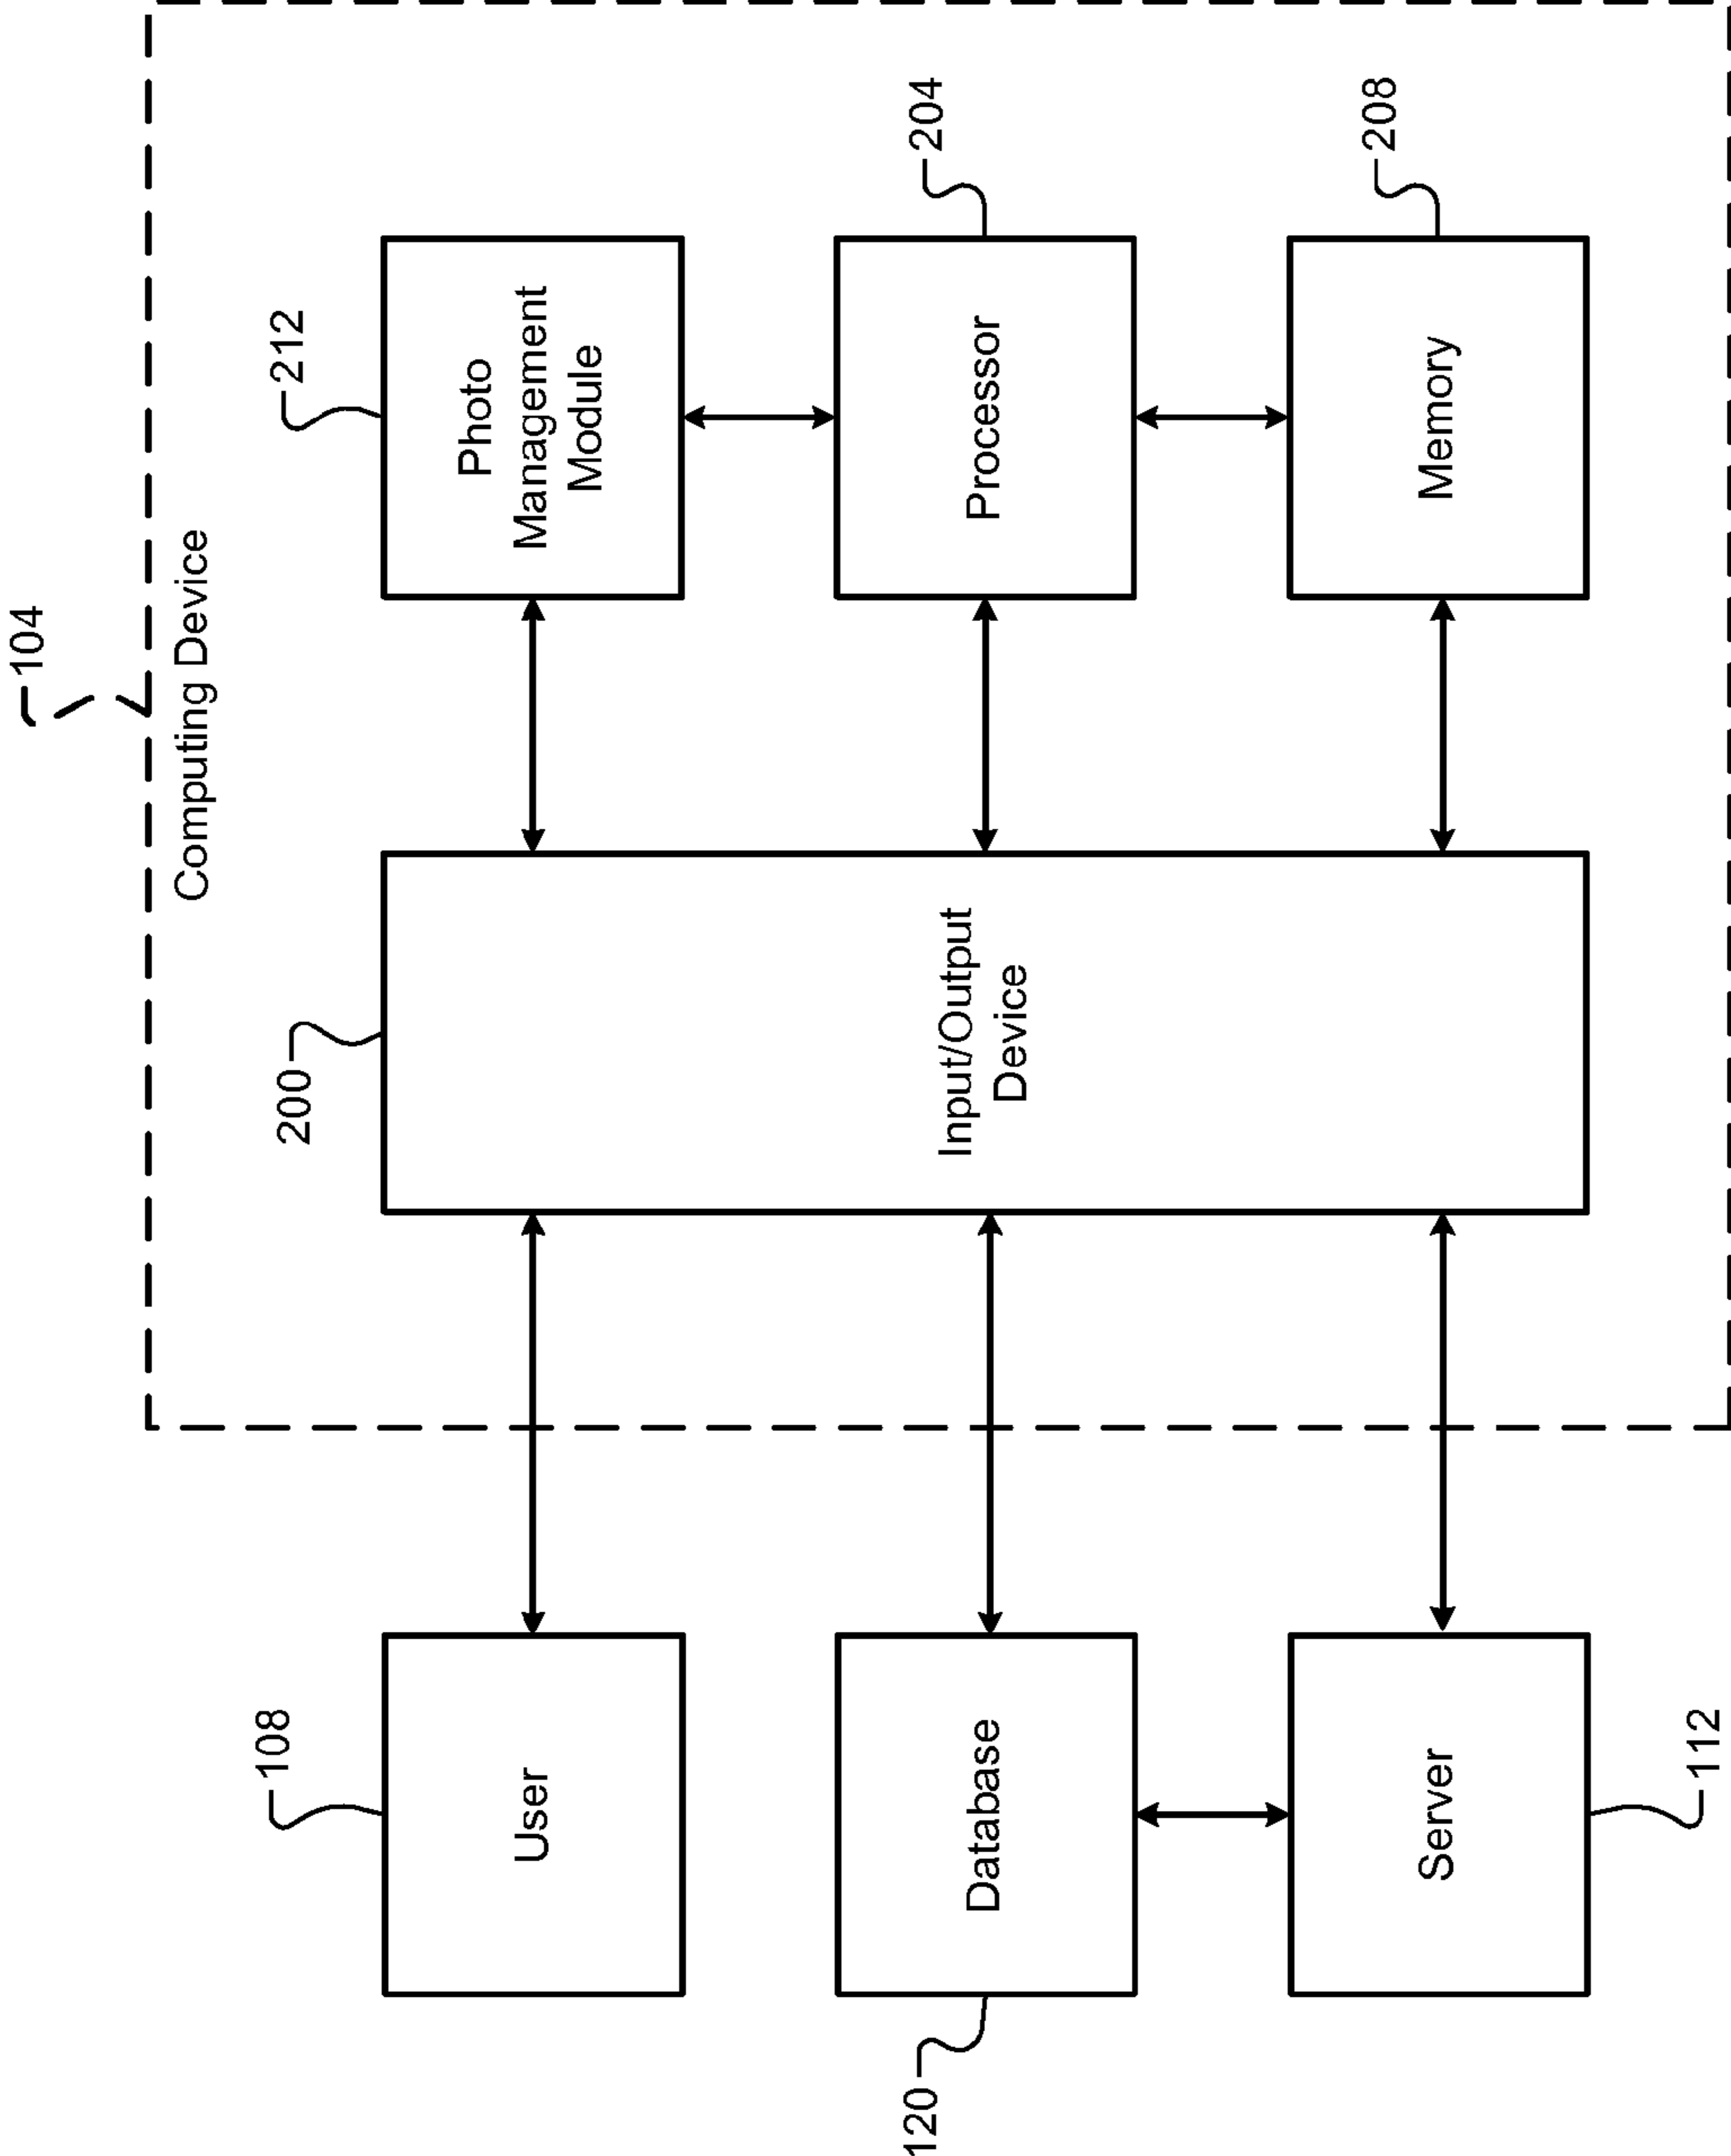 104
Computing Device
108
User
200
212
Photo
Management
Module
120
Database
Input/Output
Device
204
Processor
Server
112
208
Memory